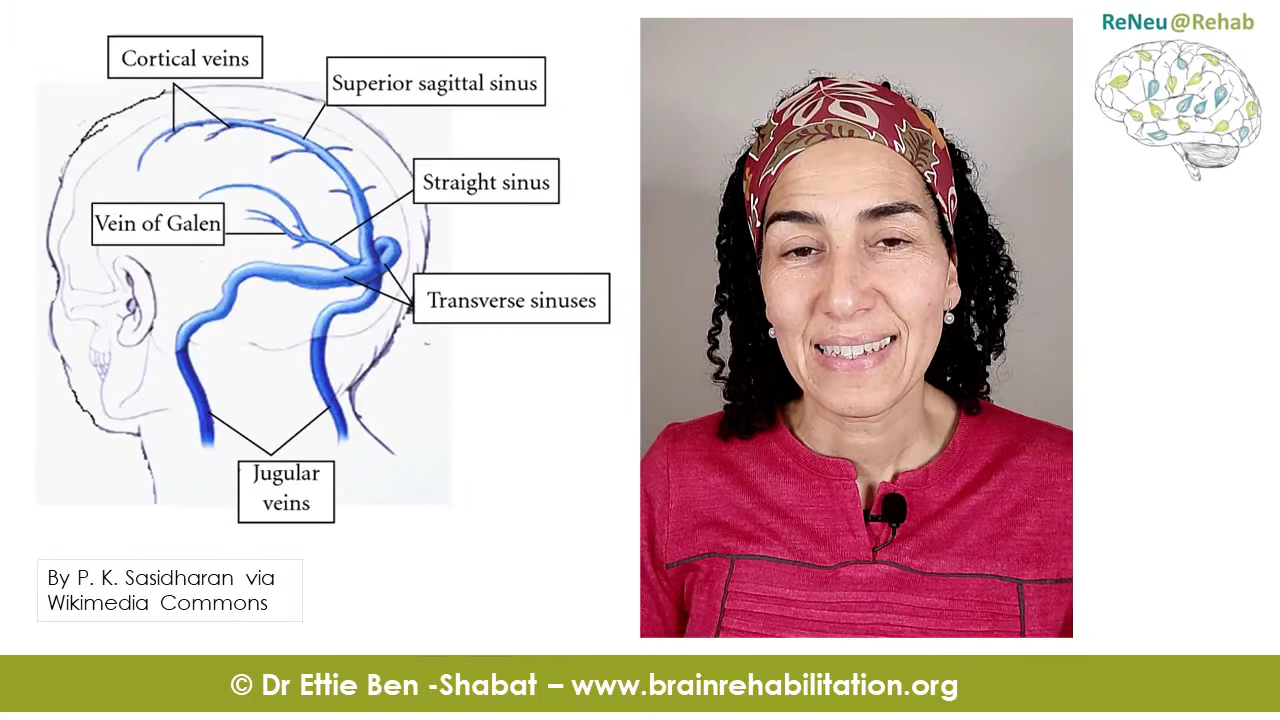 Cortical veins
Superior sagittal sinus
Straight sinus
Vein of Galen
Transverse sinuses
Jugular
veins
By P. K. Sasidharan via
Wikimedia Commons
ReNeu@Rehab
© Dr Ettie Ben -Shabat – www.brainrehabilitation.org